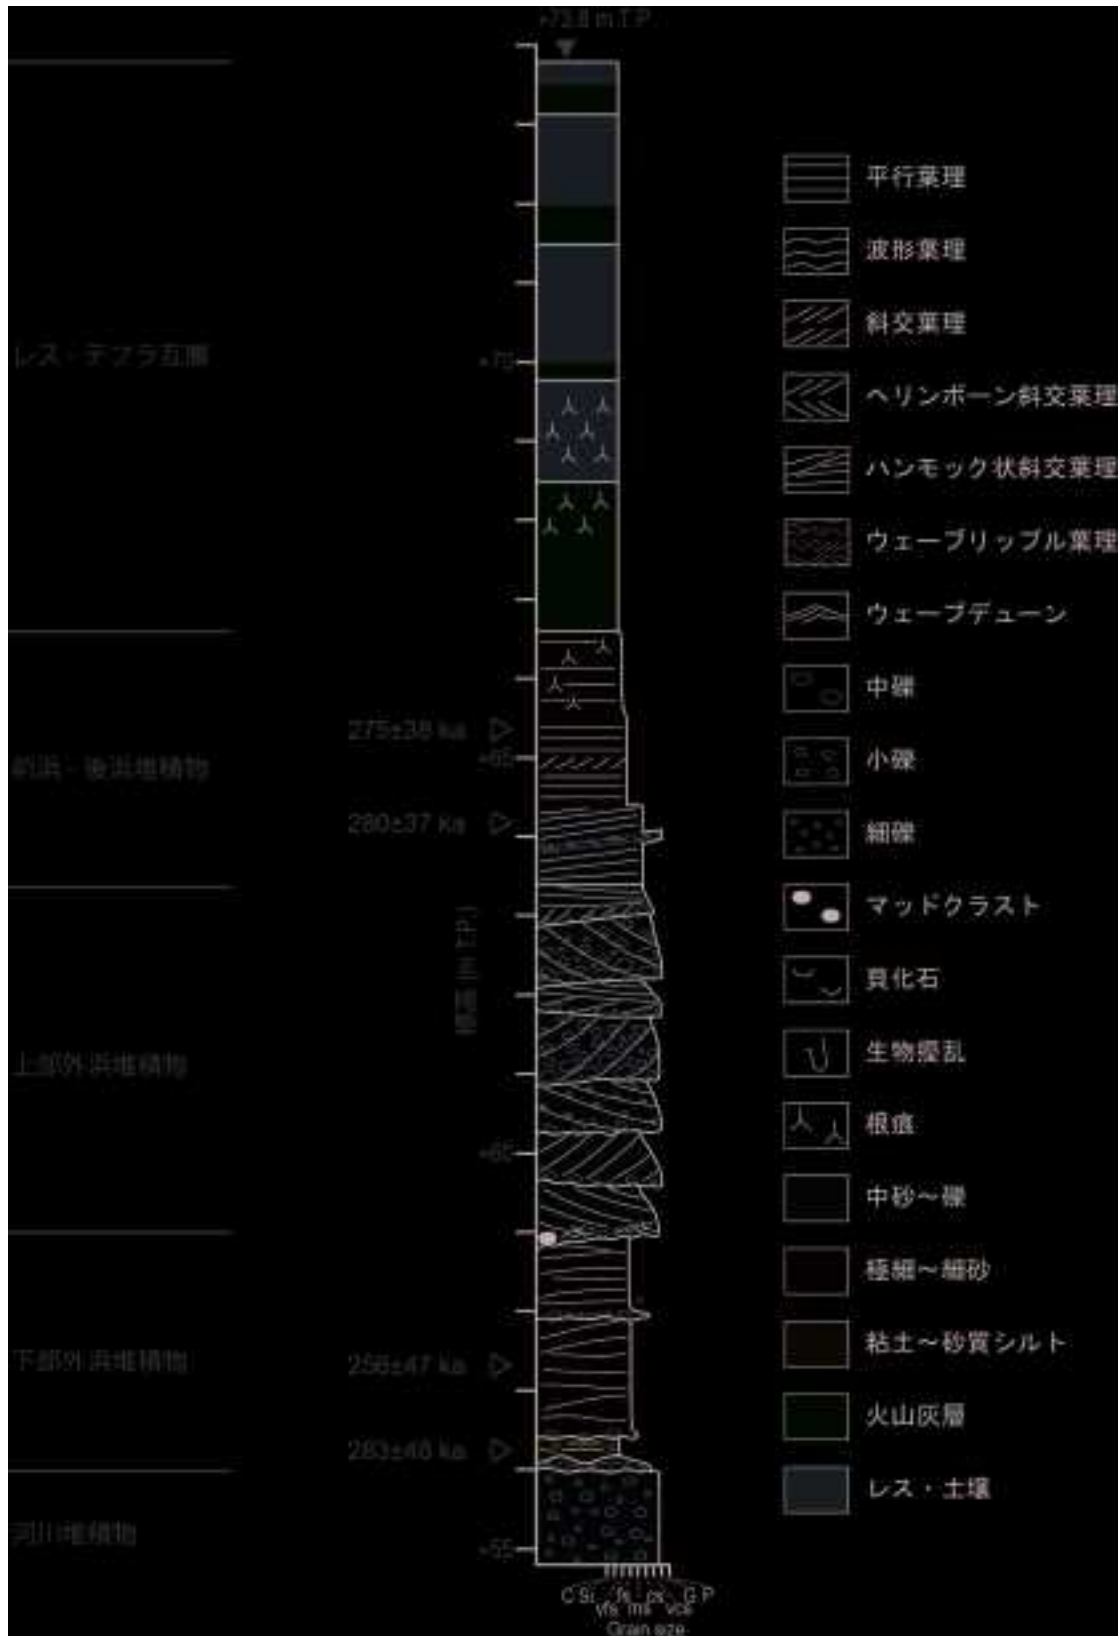 +73.8 m T.P.
レス・テフラ互層
+70
275±38 ka
+65
前浜-後浜堆積物
280±37 ka
標高 (m T.P.)
上部外浜堆積物
+60
下部外浜堆積物
256±47 ka
283±48 ka
河川堆積物
+55
C Si fs cs G P
vfs ms vcs
Grain size
平行葉理
波形葉理
斜交葉理
ヘリンボーン斜交葉理
ハンモック状斜交葉理
ウェーブリップル葉理
ウェーブデューン
中礫
小礫
細礫
マッドクラスト
貝化石
生物擾乱
根痕
中砂～礫
極細～細砂
粘土～砂質シルト
火山灰層
レス・土壌